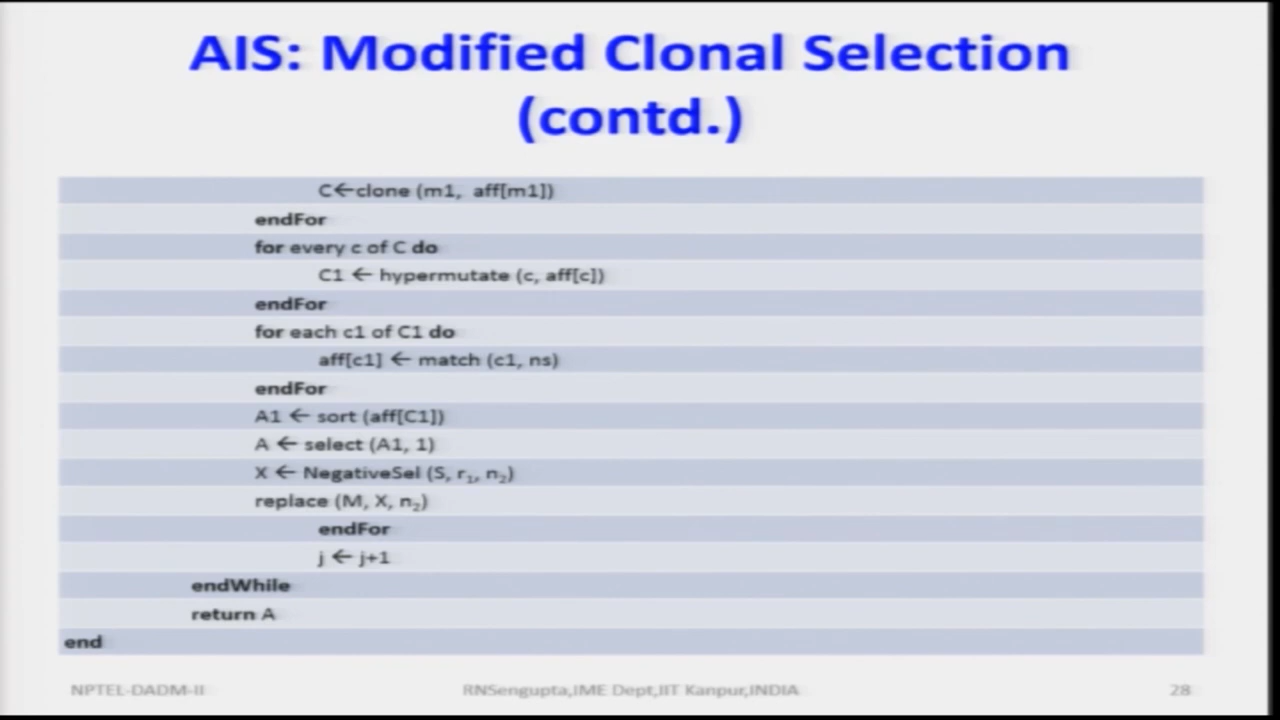 AIS: Modified Clonal Selection
(contd.)
C←clone (m1, aff[m1])
endFor
for every c of C do
C1 ← hypermutate (c, aff[c])
endFor
for each c1 of C1 do
aff[c1] ← match (c1, ns)
endFor
A1 ← sort (aff[C1])
A ← select (A1, 1)
X ← NegativeSel (S, r₁, n₂)
replace (M, X, n₂)
endFor
j ← j+1
endWhile
return A
end
NPTEL-DADM-II RNSengupta,IME Dept,IIT Kanpur,INDIA 28